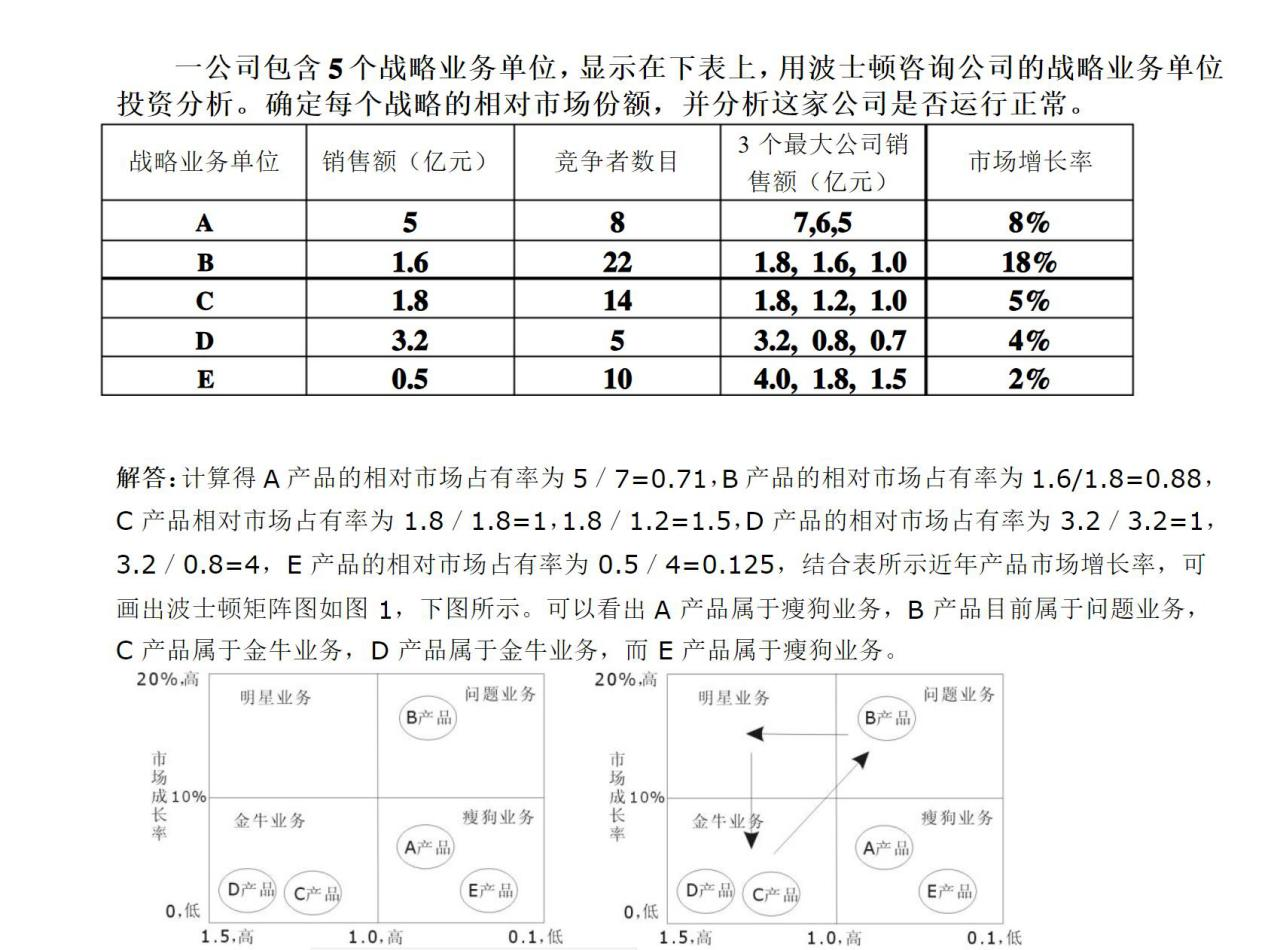 一公司包含 5 个战略业务单位，显示在下表上，用波士顿咨询公司的战略业务单位
投资分析。确定每个战略的相对市场份额，并分析这家公司是否运行正常。
战略业务单位 销售额（亿元） 竞争者数目 3 个最大公司销 市场增长率
售额（亿元）
A 5 8 7,6,5 8%
B 1.6 22 1.8, 1.6, 1.0 18%
C 1.8 14 1.8, 1.2, 1.0 5%
D 3.2 5 3.2, 0.8, 0.7 4%
E 0.5 10 4.0, 1.8, 1.5 2%
解答：计算得 A 产品的相对市场占有率为 5／7=0.71，B 产品的相对市场占有率为 1.6/1.8=0.88，
C 产品相对市场占有率为 1.8／1.8=1，1.8／1.2=1.5，D 产品的相对市场占有率为 3.2／3.2=1，
3.2／0.8=4，E 产品的相对市场占有率为 0.5／4=0.125，结合表所示近年产品市场增长率，可
画出波士顿矩阵图如图 1，下图所示。可以看出 A 产品属于瘦狗业务，B 产品目前属于问题业务，
C 产品属于金牛业务，D 产品属于金牛业务，而 E 产品属于瘦狗业务。
20%,高
明星业务
问题业务
B产品
市场成长率
10%
金牛业务
瘦狗业务
A产品
D产品
C产品
E产品
0,低
1.5,高
1.0,高
0.1,低
20%,高
明星业务
问题业务
B产品
市场成长率
10%
金牛业务
瘦狗业务
A产品
D产品
C产品
E产品
0,低
1.5,高
1.0,高
0.1,低